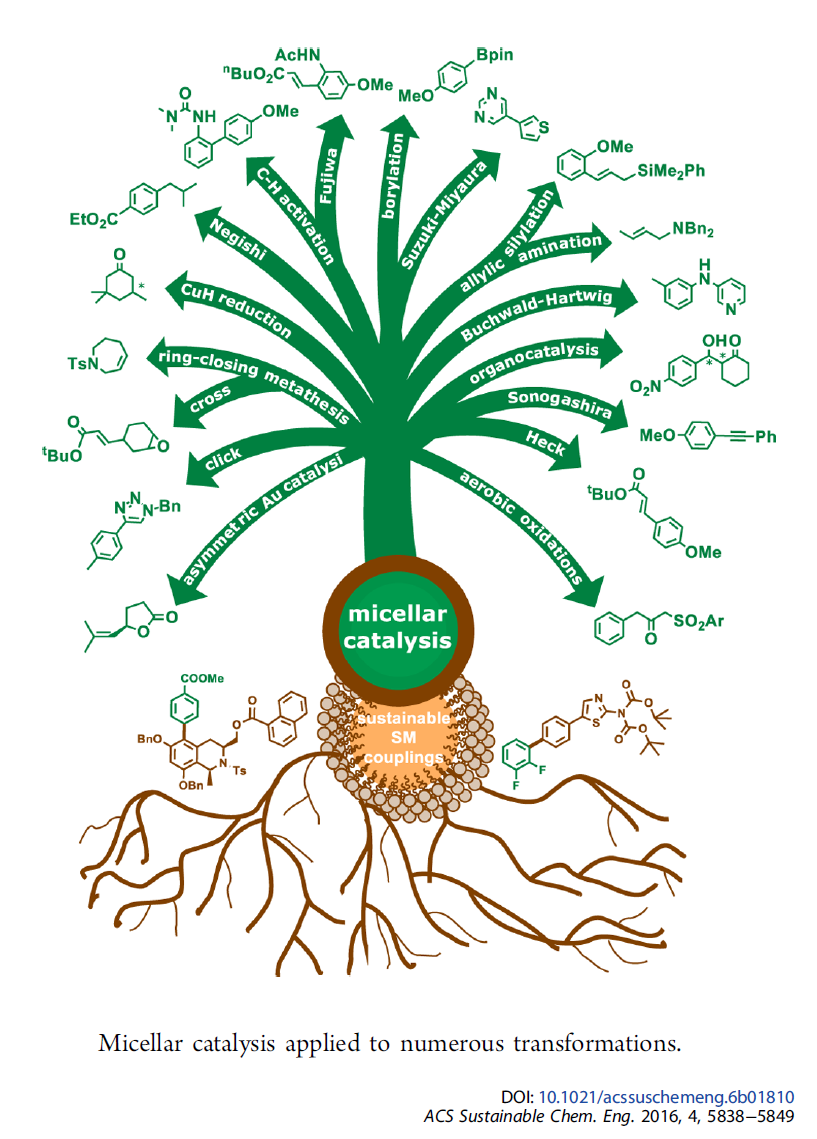 AcHN
nBuO2C
OMe
Bpin
MeO
O
N
NH
OMe
N
N
S
OMe
SiMe2Ph
EtO2C
NBn2
O
*
H
N
N
TsN
OHO
* *
O2N
O
tBuO
O
MeO
Ph
N
N
N
Bn
O
tBuO
OMe
O
O
SO2Ar
O
Fujiwa
borylation
C-H activation
Suzuki-Miyaura
Negishi
allylic silylation
amination
CuH reduction
Buchwald-Hartwig
ring-closing metathesis
organocatalysis
cross
Sonogashira
click
Heck
asymmetric Au catalysi
aerobic oxidations
micellar
catalysis
sustainable
SM
couplings
COOMe
O
O
BnO
N
Ts
OBn
N
S
N
O
O
O
O
F
F
Micellar catalysis applied to numerous transformations.
DOI: 10.1021/acssuschemeng.6b01810
ACS Sustainable Chem. Eng. 2016, 4, 5838−5849